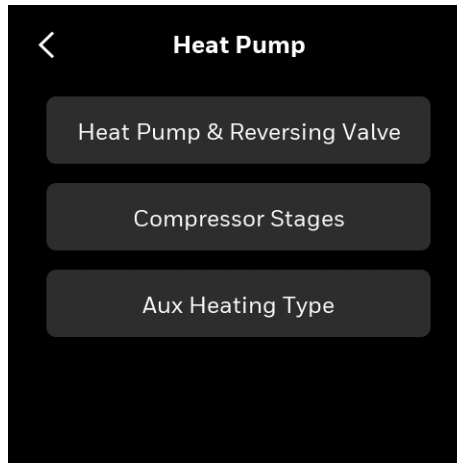 Heat Pump
Heat Pump & Reversing Valve
Compressor Stages
Aux Heating Type